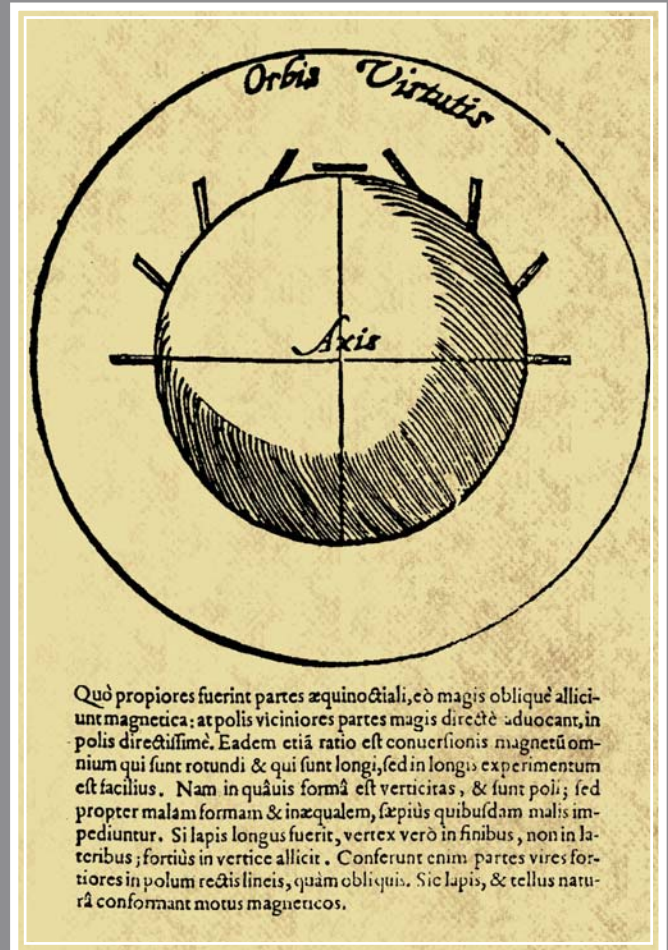 Orbis Virtutis
Axis
Quò propiores fuerint partes æquinoctiali, eò magis obliquè allici-
unt magnetica: at polis viciniores partes magis directè aduocant, in
polis directißimè. Eadem etiã ratio eſt conuerſionis magnetũ om-
nium qui ſunt rotundi & qui ſunt longi, ſed in longis experimentum
eſt facilius. Nam in quâuis formâ eſt verticitas, & ſunt poli; ſed
propter malam formam & inæqualem, ſæpiùs quibuſdam malis im-
pediuntur. Si lapis longus fuerit, vertex verò in finibus, non in la-
teribus; fortiùs in vertice allicit. Conferunt enim partes vires for-
tiores in polum rectis lineis, quàm obliquis. Sic lapis, & tellus natu-
râ conformant motus magneticos.